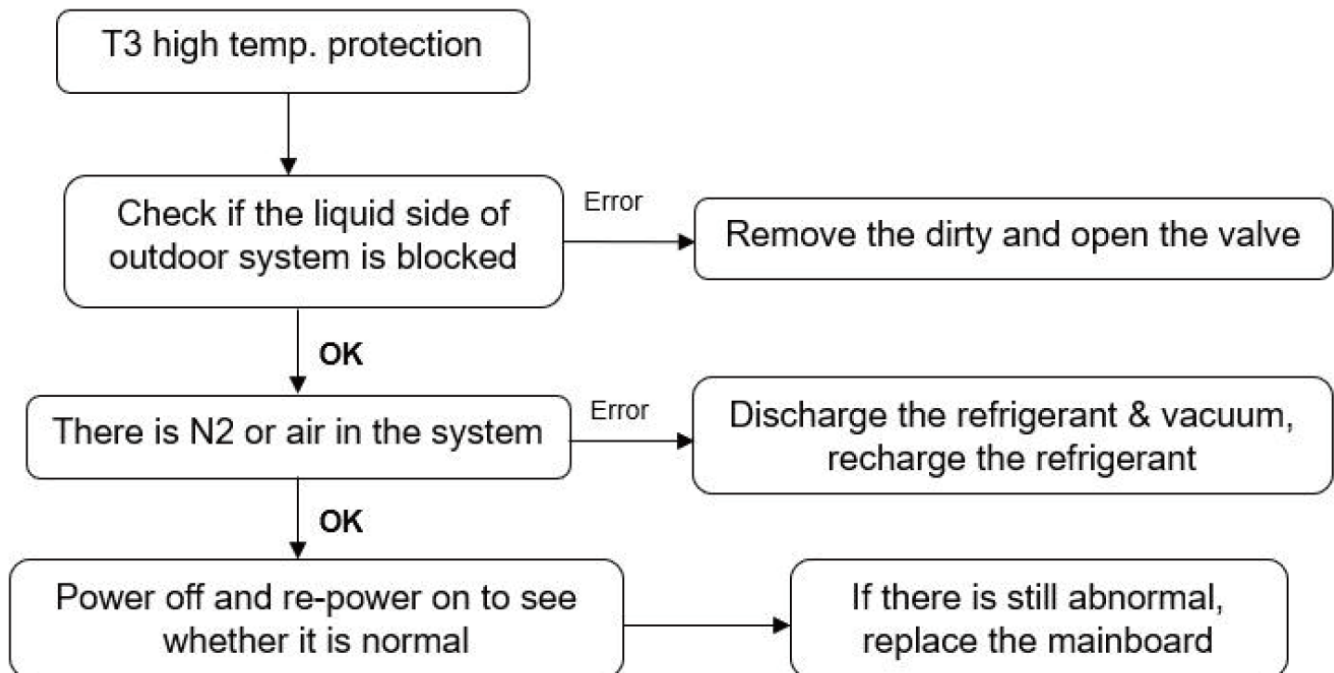 T3 high temp. protection
Check if the liquid side of
outdoor system is blocked
Error
Remove the dirty and open the valve
OK
There is N2 or air in the system
Error
Discharge the refrigerant & vacuum,
recharge the refrigerant
OK
Power off and re-power on to see
whether it is normal
If there is still abnormal,
replace the mainboard